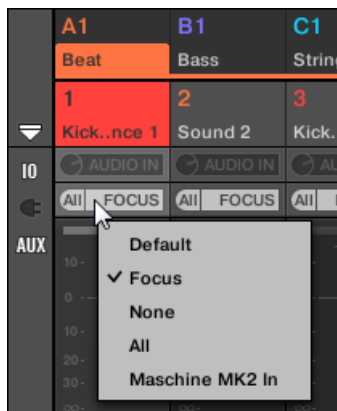 A1 B1 C1
Beat Bass Strin
1 2 3
Kick..nce 1 Sound 2 Kick.
IO AUDIO IN AUDIO IN AU
All FOCUS All FOCUS All
AUX
Default
10-
Focus
0-
None
10-
All
20-
Maschine MK2 In
30-